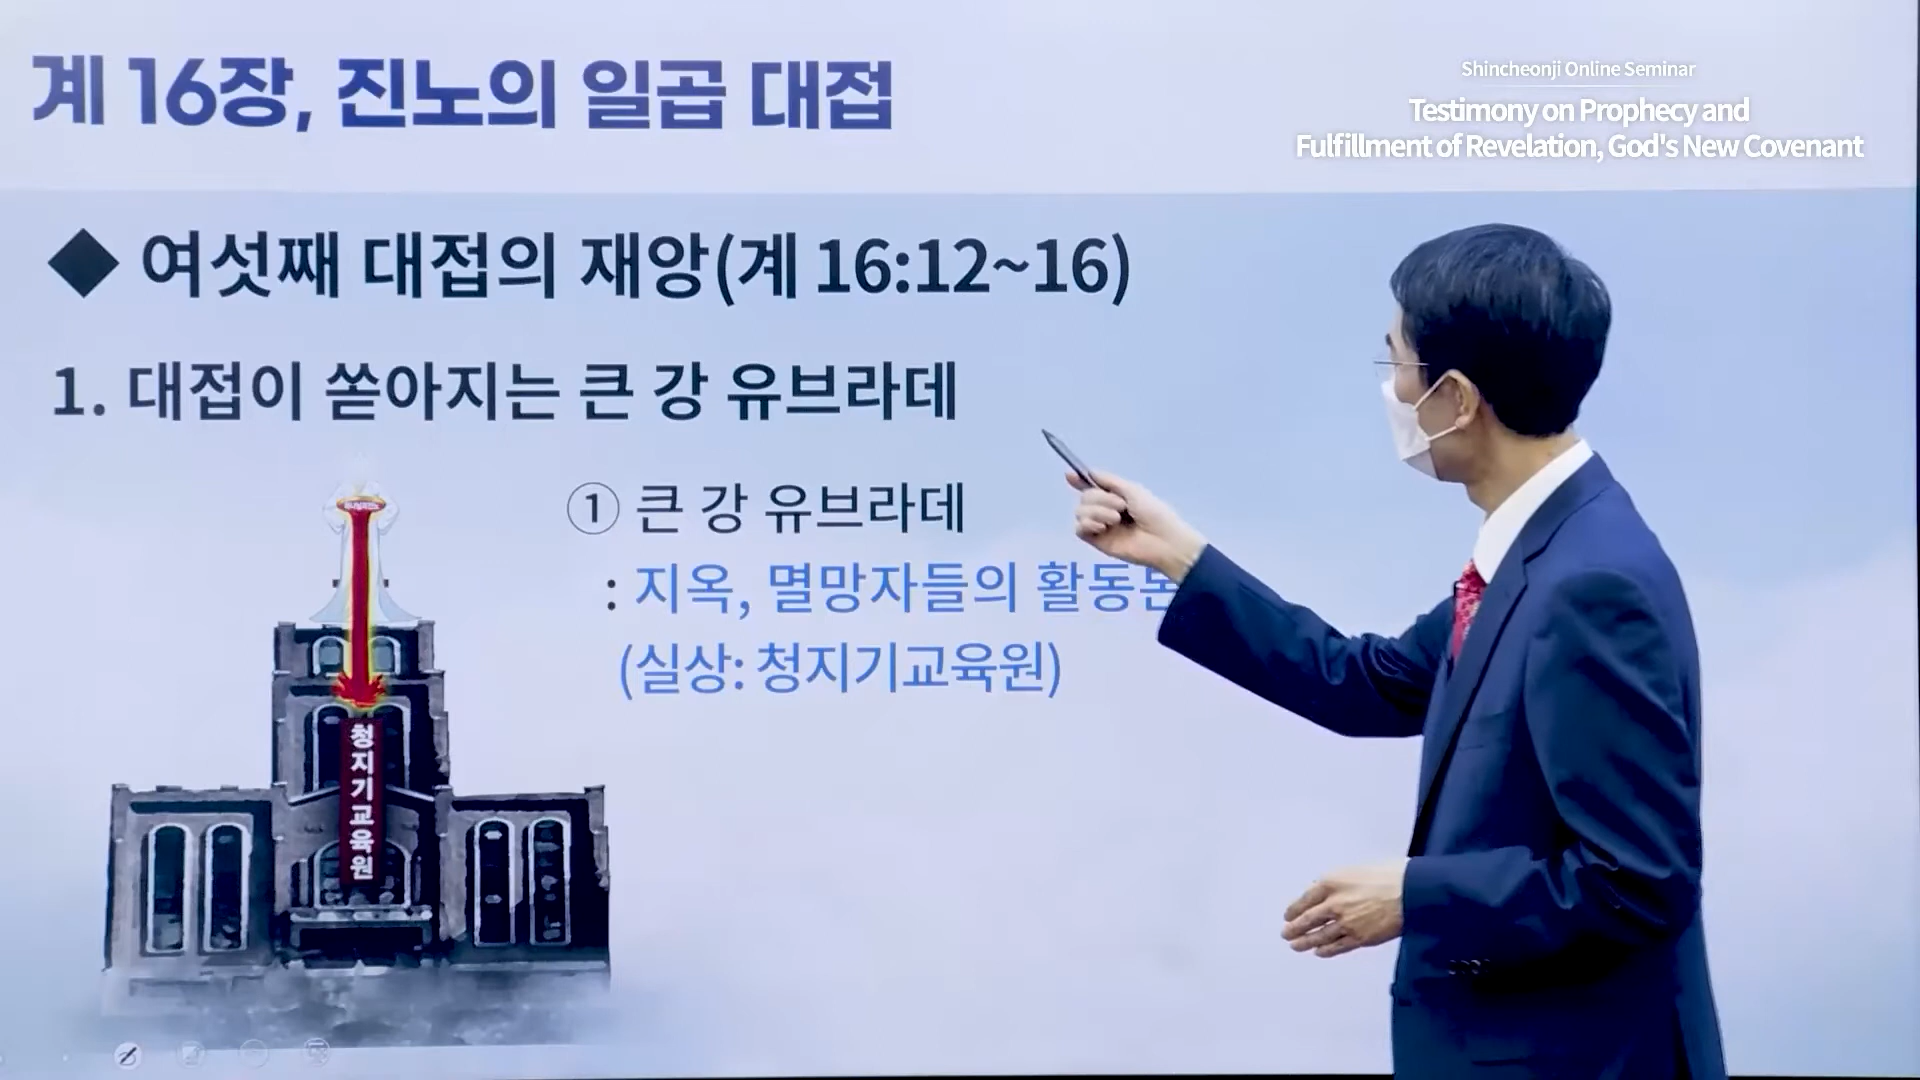 계 16장, 진노의 일곱 대접
Shincheonji Online Seminar
Testimony on Prophecy and
Fulfillment of Revelation, God's New Covenant
◆ 여섯째 대접의 재앙(계 16:12~16)
1. 대접이 쏟아지는 큰 강 유브라데
① 큰 강 유브라데
: 지옥, 멸망자들의
(실상: 청지기교육원)
청지기교육원